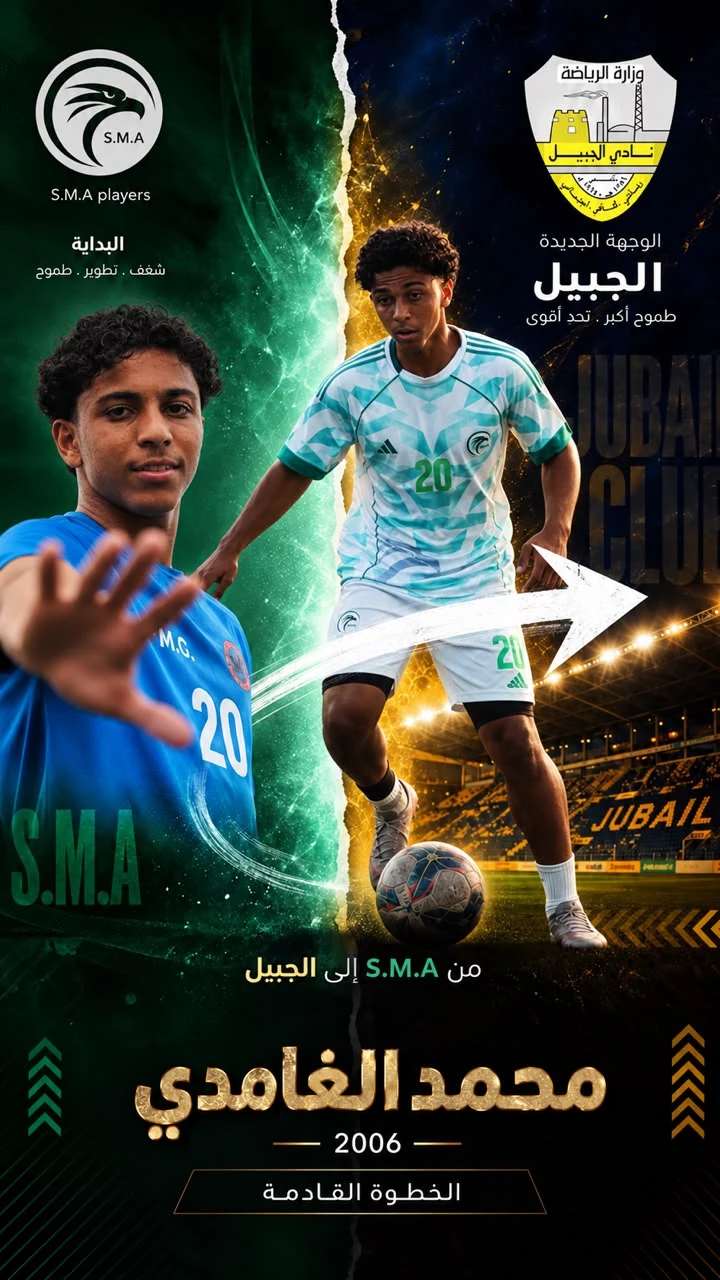 S.M.A
S.M.A players
البداية
شغف . تطوير . طموح
وزارة الرياضة
نادي الجبيل
الوجهة الجديدة
الجبيل
طموح أكبر . تحد أقوى
JUBAIL
CLUB
20
20
M.G.
20
JUBAIL
S.M.A
من S.M.A إلى الجبيل
محمد الغامدي
2006
الخطوة القادمة